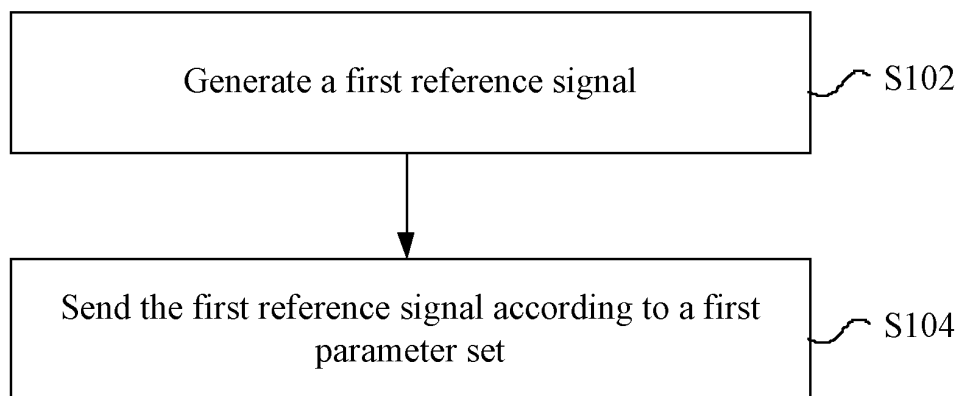 Generate a first reference signal
S102
Send the first reference signal according to a first
parameter set
S104